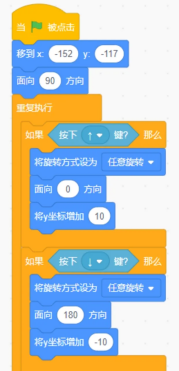 当 被点击
移到 x: -152 y: -117
面向 90 方向
重复执行
如果 按下 ↑ 键? 那么
将旋转方式设为 任意旋转
面向 0 方向
将y坐标增加 10
如果 按下 ↓ 键? 那么
将旋转方式设为 任意旋转
面向 180 方向
将y坐标增加 -10